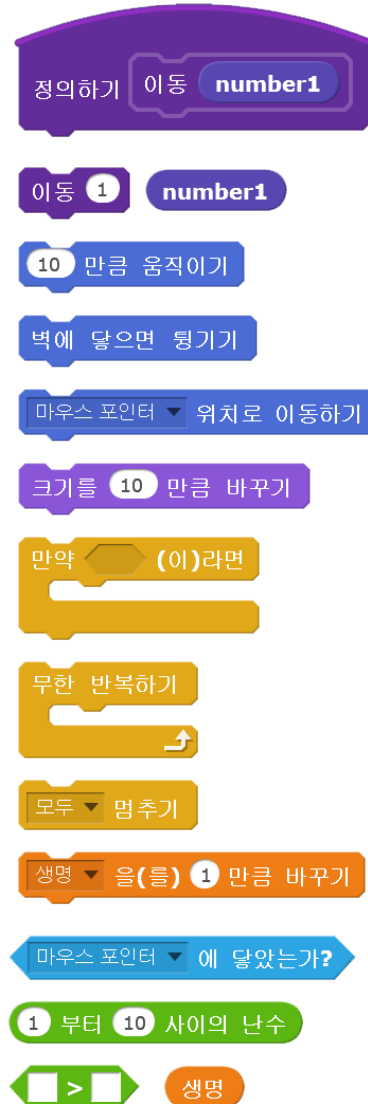 정의하기 이동 number1
이동 1 number1
10 만큼 움직이기
벽에 닿으면 튕기기
마우스 포인터 위치로 이동하기
크기를 10 만큼 바꾸기
만약 (이)라면
무한 반복하기
모두 멈추기
생명 을(를) 1 만큼 바꾸기
마우스 포인터 에 닿았는가?
1 부터 10 사이의 난수
> 생명